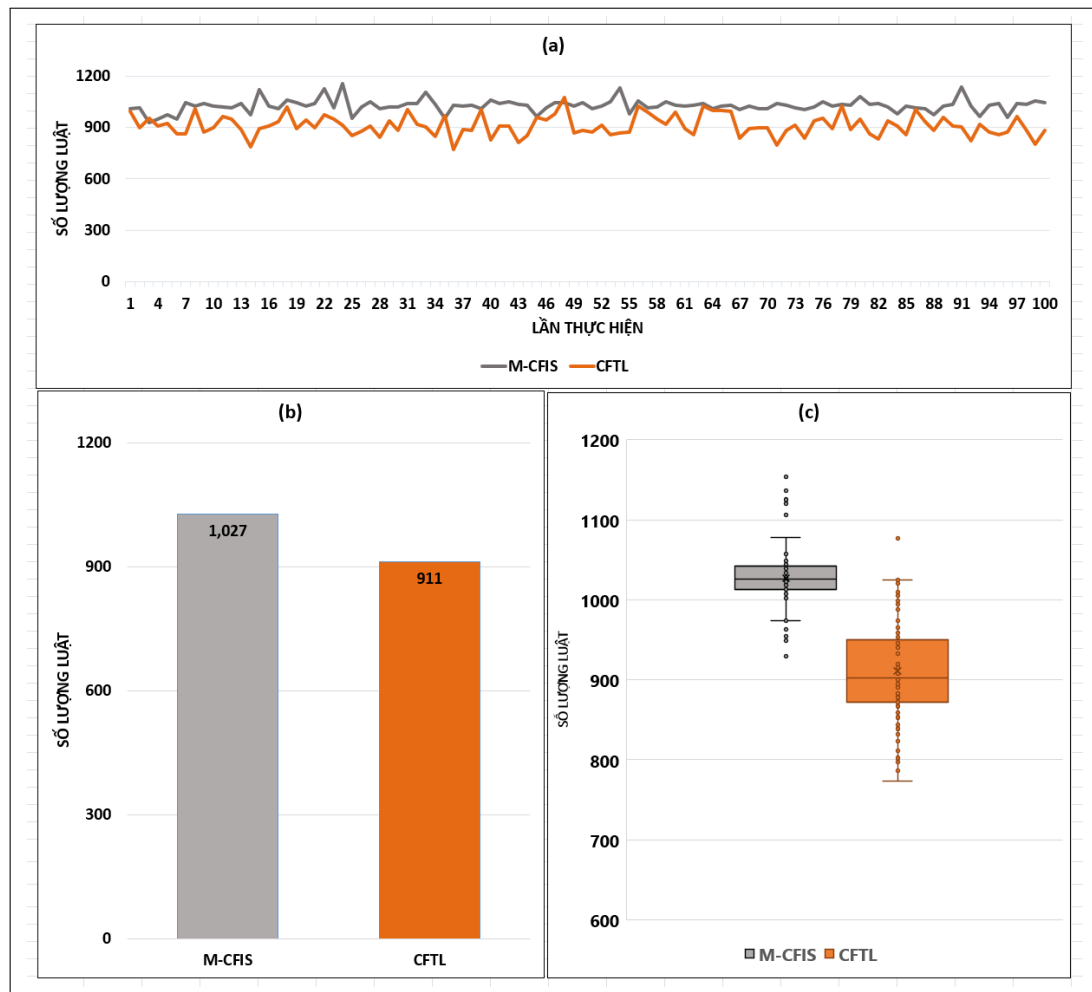 (a)
1200
900
600
300
0
SỐ LƯỢNG LUẬT
1 4 7 10 13 16 19 22 25 28 31 34 37 40 43 46 49 52 55 58 61 64 67 70 73 76 79 82 85 88 91 94 97 100
LẦN THỰC HIỆN
M-CFIS CFTL
(b)
1200
900
600
300
0
SỐ LƯỢNG LUẬT
1,027
911
M-CFIS CFTL
(c)
1200
1100
1000
900
800
700
600
SỐ LƯỢNG LUẬT
M-CFIS CFTL